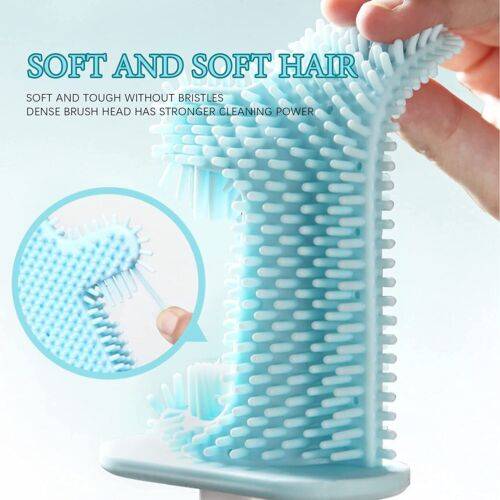 SOFT AND SOFT HAIR
SOFT AND TOUGH WITHOUT BRISTLES
DENSE BRUSH HEAD HAS STRONGER CLEANING POWER